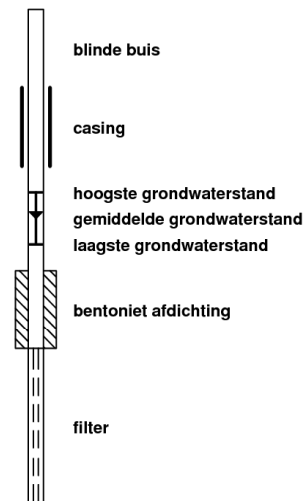 blinde buis
casing
hoogste grondwaterstand
gemiddelde grondwaterstand
laagste grondwaterstand
bentoniet afdichting
filter